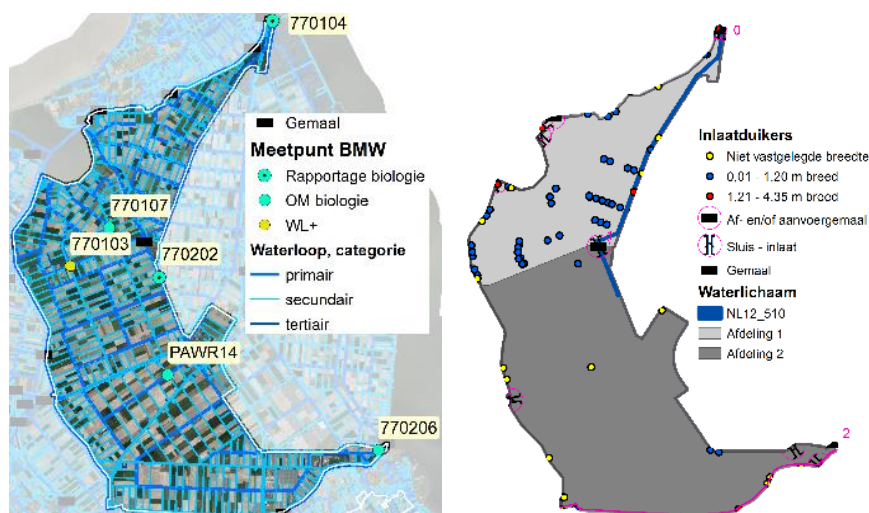 770104
Gemaal
Meetpunt BMW
Rapportage biologie
OM biologie
WL+
Waterloop, categorie
primair
secundair
tertiair
770107
770103
770202
PAWR14
770206
0
Inlaatduikers
Niet vastgelegde breedte
0,01 - 1,20 m breed
1,21 - 4,35 m breed
Af- en/of aanvoergemaal
Sluis - inlaat
Gemaal
Waterlichaam
NL12_510
Afdeling 1
Afdeling 2
2